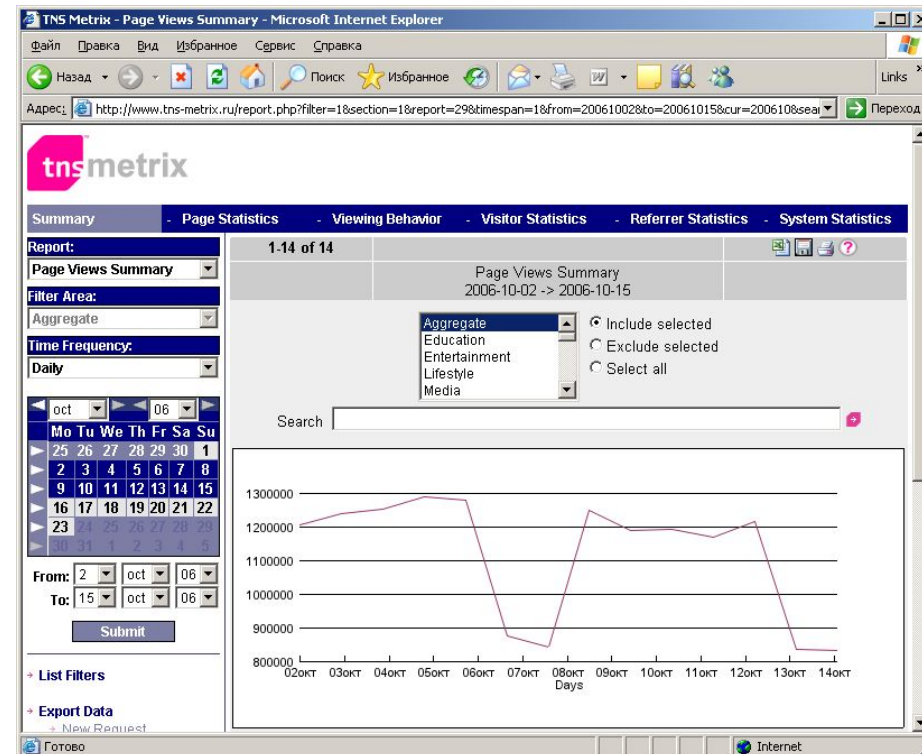 TNS Metrix - Page Views Summary - Microsoft Internet Explorer
Файл Правка Вид Избранное Сервис Справка
Назад Поиск Избранное Links
Адрес: http://www.tns-metrix.ru/report.php?filter=1&section=1&report=29&timespan=1&from=20061002&to=20061015&cur=200610&sear Переход
tns metrix
Summary - Page Statistics - Viewing Behavior - Visitor Statistics - Referrer Statistics - System Statistics
Report:
Page Views Summary
Filter Area:
Aggregate
Time Frequency:
Daily
oct 06
Mo Tu We Th Fr Sa Su
25 26 27 28 29 30 1
2 3 4 5 6 7 8
9 10 11 12 13 14 15
16 17 18 19 20 21 22
23 24 25 26 27 28 29
30 31 1 2 3 4 5
From: 2 oct 06
To: 15 oct 06
Submit
List Filters
Export Data
New Request
1-14 of 14
Page Views Summary
2006-10-02 -> 2006-10-15
Aggregate
Education
Entertainment
Lifestyle
Media
Include selected
Exclude selected
Select all
Search
1300000
1200000
1100000
1000000
900000
800000
02окт 03окт 04окт 05окт 06окт 07окт 08окт 09окт 10окт 11окт 12окт 13окт 14окт
Days
Готово Internet